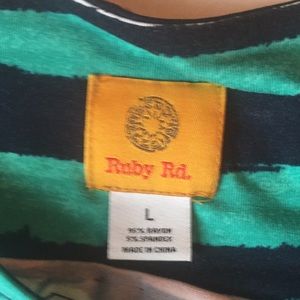 Ruby Rd.
L
95% RAYON
5% SPANDEX
MADE IN CHINA